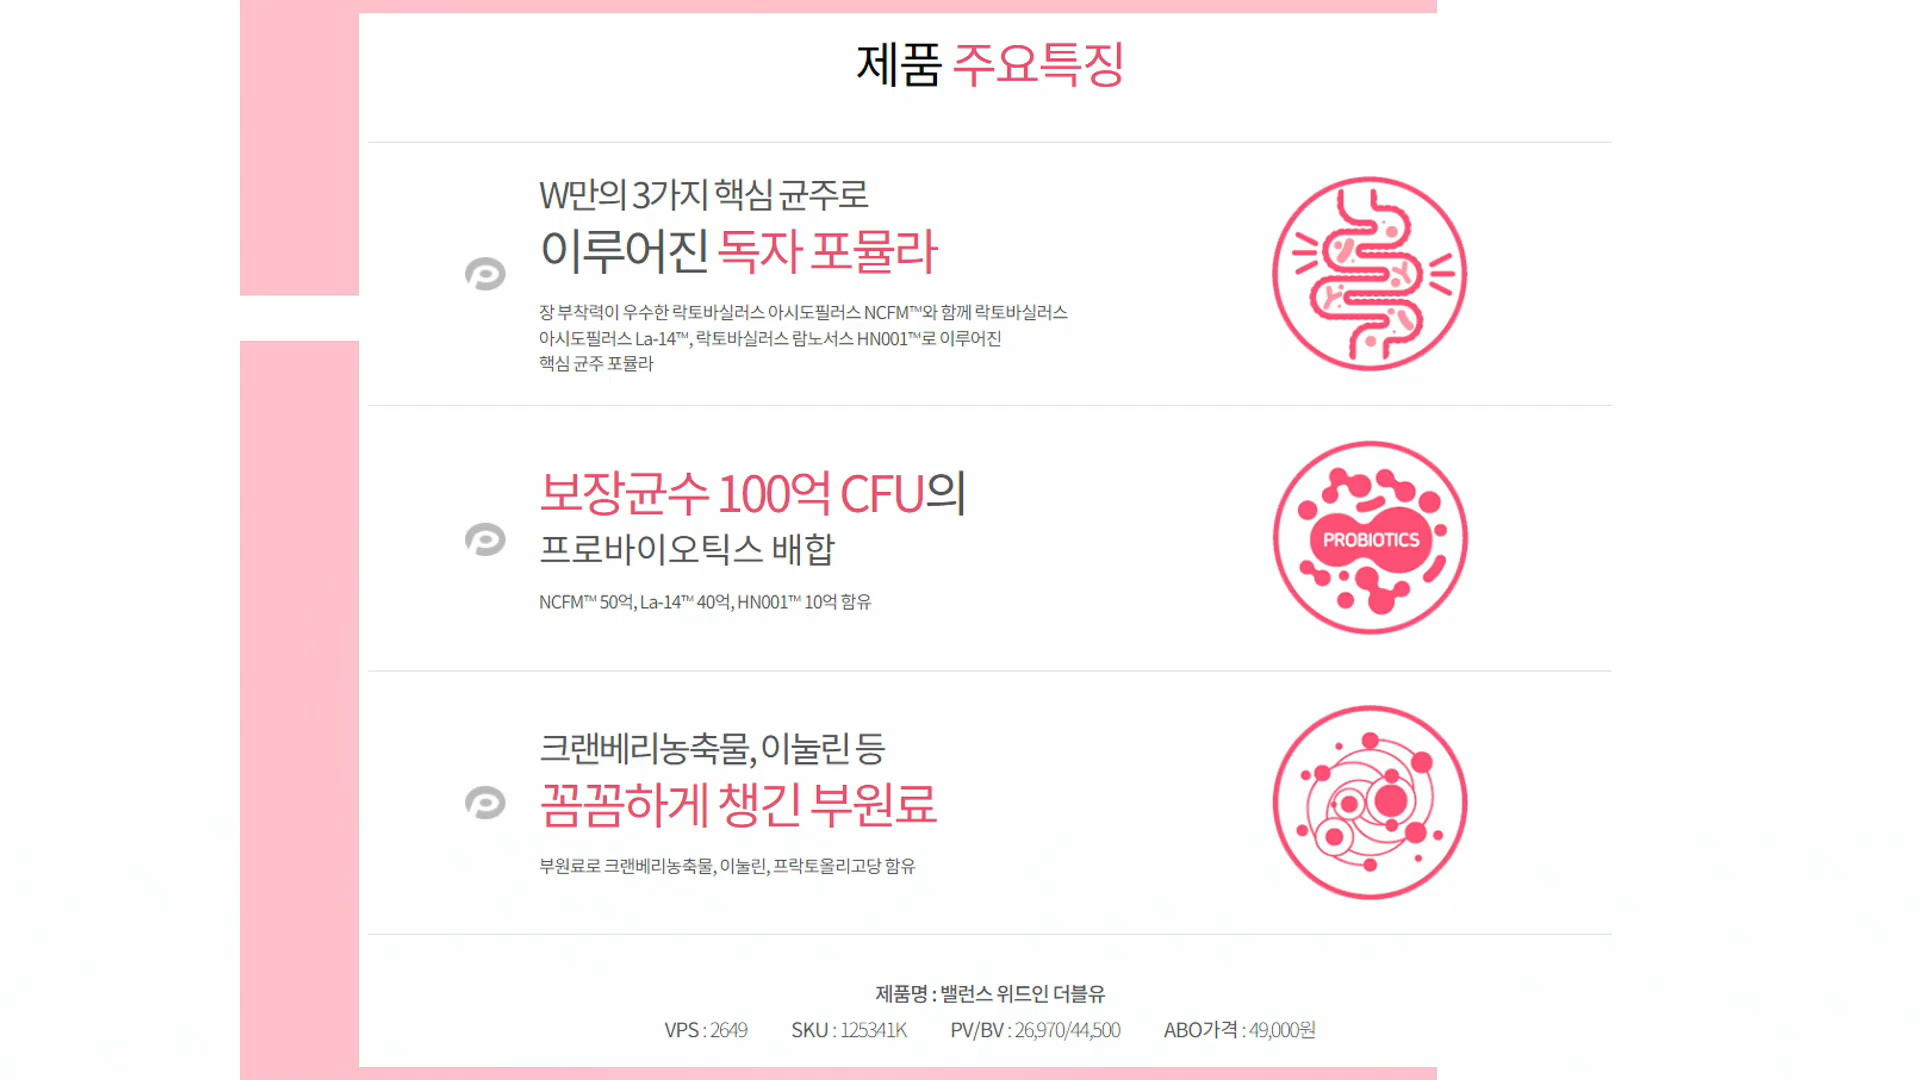 제품 주요특징
W만의 3가지 핵심 균주로
이루어진 독자 포뮬라
장 부착력이 우수한 락토바실러스 아시도필러스 NCFM™와 함께 락토바실러스
아시도필러스 La-14™, 락토바실러스 람노서스 HN001™로 이루어진
핵심 균주 포뮬라
보장균수 100억 CFU의
프로바이오틱스 배합
NCFM™ 50억, La-14™ 40억, HN001™ 10억 함유
PROBIOTICS
크랜베리농축물, 이눌린 등
꼼꼼하게 챙긴 부원료
부원료로 크랜베리농축물, 이눌린, 프락토올리고당 함유
제품명 : 밸런스 위드인 더블유
VPS : 2649 SKU : 125341K PV/BV : 26,970/44,500 ABO가격 : 49,000원